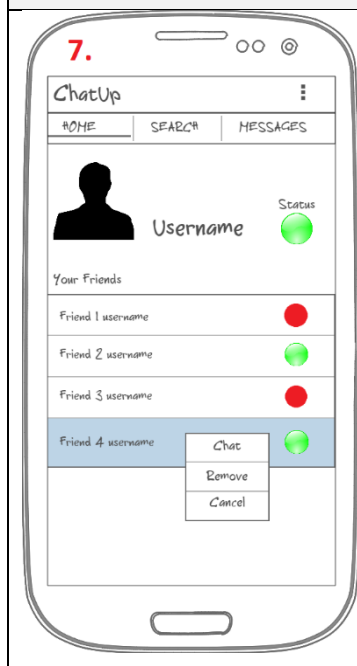 7.
ChatUp
HOME SEARCH MESSAGES
Status
Username
Your Friends
Friend 1 username
Friend 2 username
Friend 3 username
Friend 4 username
Chat
Remove
Cancel